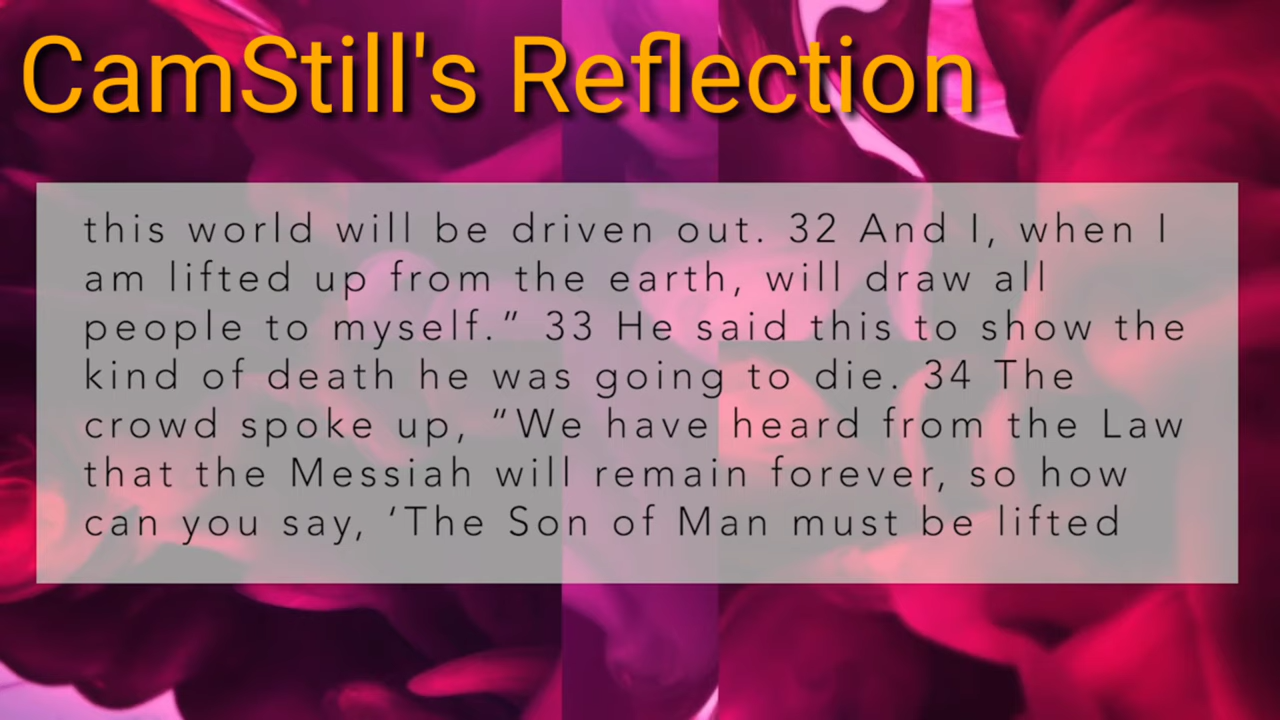 CamStill's Reflection
this world will be driven out. 32 And I, when I
am lifted up from the earth, will draw all
people to myself.” 33 He said this to show the
kind of death he was going to die. 34 The
crowd spoke up, “We have heard from the Law
that the Messiah will remain forever, so how
can you say, ‘The Son of Man must be lifted